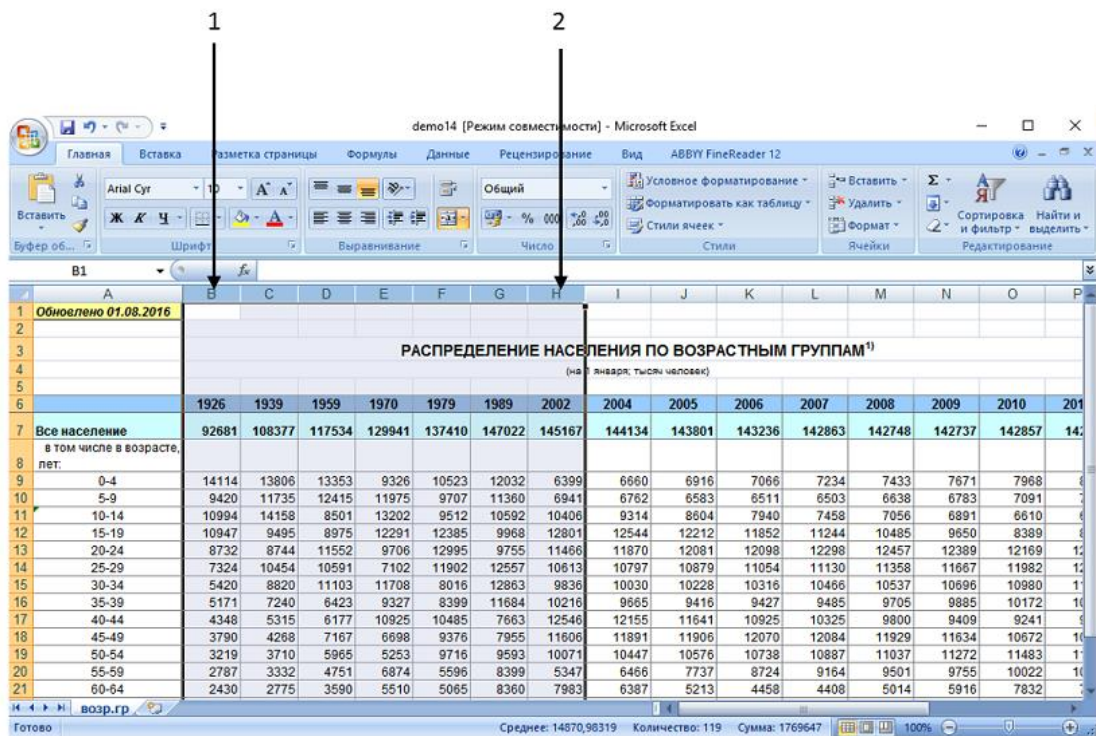 1 2
demo14 [Режим совместимости] - Microsoft Excel
Главная Вставка Разметка страницы Формулы Данные Рецензирование Вид ABBYY FineReader 12
Вставить Arial Cyr 10 Общий Условное форматирование Вставить
Форматировать как таблицу Удалить Сортировка и фильтр Найти и выделить
Ж К Ч % 000 Стили ячеек Формат
Буфер об... Шрифт Выравнивание Число Стили Ячейки Редактирование
B1 fx
A B C D E F G H I J K L M N O P
1 Обновлено 01.08.2016
2
3 РАСПРЕДЕЛЕНИЕ НАСЕЛЕНИЯ ПО ВОЗРАСТНЫМ ГРУППАМ1)
4 (на 1 января; тысяч человек)
5
6 1926 1939 1959 1970 1979 1989 2002 2004 2005 2006 2007 2008 2009 2010 201
7 Все население 92681 108377 117534 129941 137410 147022 145167 144134 143801 143236 142863 142748 142737 142857 142
в том числе в возрасте,
8 лет:
9 0-4 14114 13806 13353 9326 10523 12032 6399 6660 6916 7066 7234 7433 7671 7968
10 5-9 9420 11735 12415 11975 9707 11360 6941 6762 6583 6511 6503 6638 6783 7091
11 10-14 10994 14158 8501 13202 9512 10592 10406 9314 8604 7940 7458 7056 6891 6610
12 15-19 10947 9495 8975 12291 12385 9968 12801 12544 12212 11852 11244 10485 9650 8389
13 20-24 8732 8744 11552 9706 12995 9755 11466 11870 12081 12098 12298 12457 12389 12169 12
14 25-29 7324 10454 10591 7102 11902 12557 10613 10797 10879 11054 11130 11358 11667 11982 12
15 30-34 5420 8820 11103 11708 8016 12863 9836 10030 10228 10316 10466 10537 10696 10980 1
16 35-39 5171 7240 6423 9327 8399 11684 10216 9665 9416 9427 9485 9705 9885 10172 10
17 40-44 4348 5315 6177 10925 10485 7663 12546 12155 11641 10925 10325 9800 9409 9241
18 45-49 3790 4268 7167 6698 9376 7955 11606 11891 11906 12070 12084 11929 11634 10672 10
19 50-54 3219 3710 5965 5253 9716 9593 10071 10447 10576 10738 10887 11037 11272 11483 1
20 55-59 2787 3332 4751 6874 5596 8399 5347 6466 7737 8724 9164 9501 9755 10022 10
21 60-64 2430 2775 3590 5510 5065 8360 7983 6387 5213 4458 4408 5014 5916 7832
возр.гр
Готово Среднее: 14870,98319 Количество: 119 Сумма: 1769647 100%